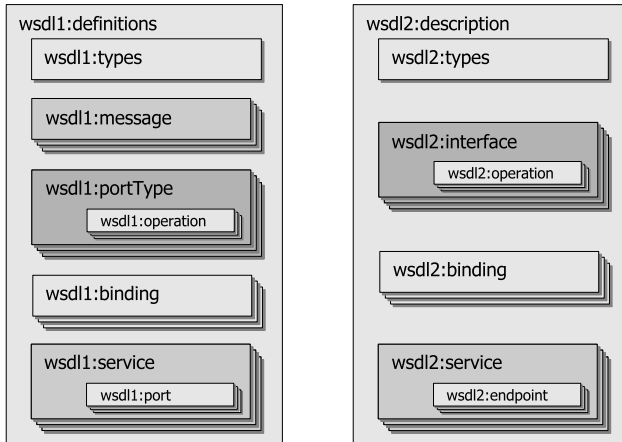 wsdl1:definitions
wsdl1:types
wsdl1:message
wsdl1:portType
wsdl1:operation
wsdl1:binding
wsdl1:service
wsdl1:port
wsdl2:description
wsdl2:types
wsdl2:interface
wsdl2:operation
wsdl2:binding
wsdl2:service
wsdl2:endpoint